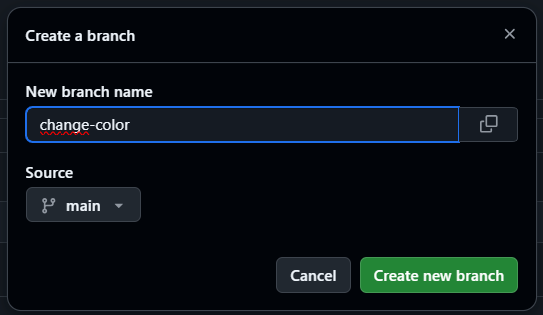 Create a branch
New branch name
change-color
Source
main
Cancel
Create new branch